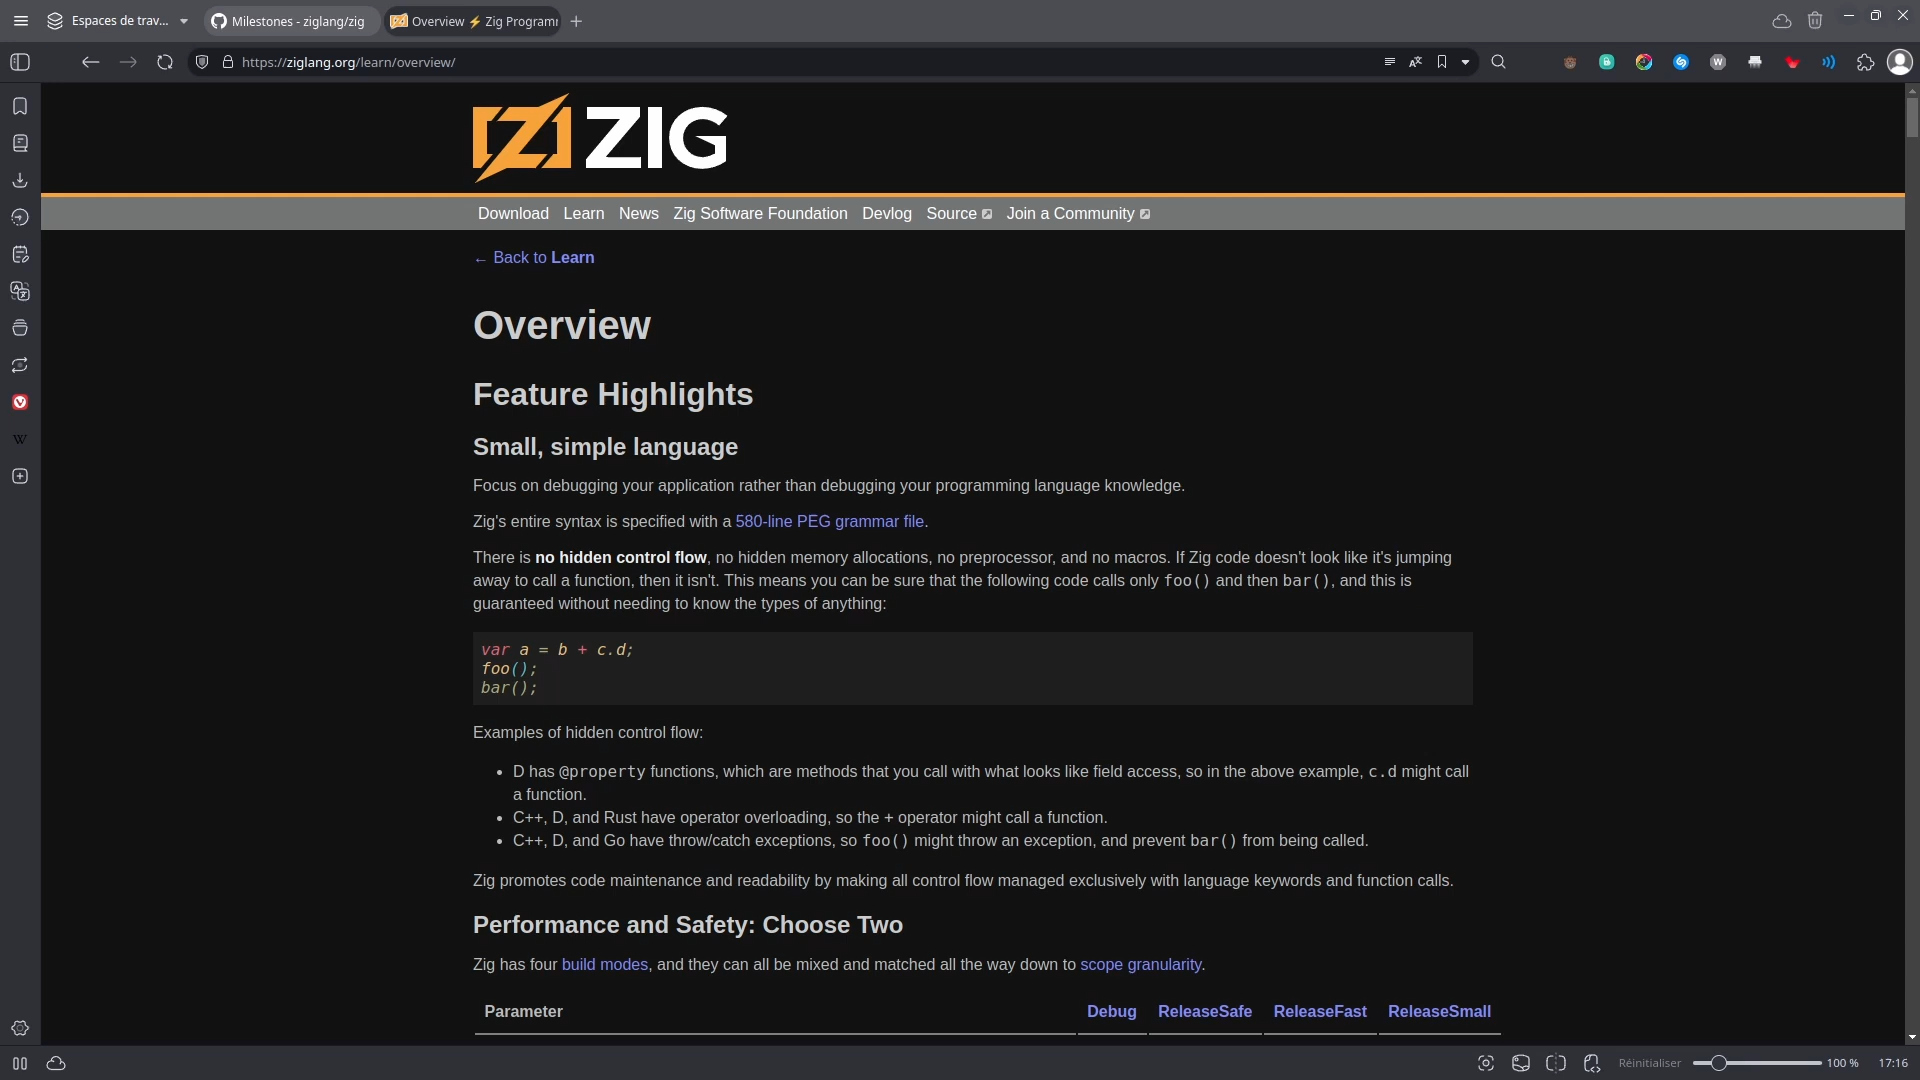 Espaces de trav...
Milestones - ziglang/zig
Overview ⚡ Zig Programm
https://ziglang.org/learn/overview/
ZIG
Download Learn News Zig Software Foundation Devlog Source Join a Community
← Back to Learn
Overview
Feature Highlights
Small, simple language
Focus on debugging your application rather than debugging your programming language knowledge.
Zig's entire syntax is specified with a 580-line PEG grammar file.
There is no hidden control flow, no hidden memory allocations, no preprocessor, and no macros. If Zig code doesn't look like it's jumping
away to call a function, then it isn't. This means you can be sure that the following code calls only foo() and then bar(), and this is
guaranteed without needing to know the types of anything:
var a = b + c.d;
foo();
bar();
Examples of hidden control flow:
• D has @property functions, which are methods that you call with what looks like field access, so in the above example, c.d might call
a function.
• C++, D, and Rust have operator overloading, so the + operator might call a function.
• C++, D, and Go have throw/catch exceptions, so foo() might throw an exception, and prevent bar() from being called.
Zig promotes code maintenance and readability by making all control flow managed exclusively with language keywords and function calls.
Performance and Safety: Choose Two
Zig has four build modes, and they can all be mixed and matched all the way down to scope granularity.
Parameter Debug ReleaseSafe ReleaseFast ReleaseSmall
Réinitialiser 100 % 17:16